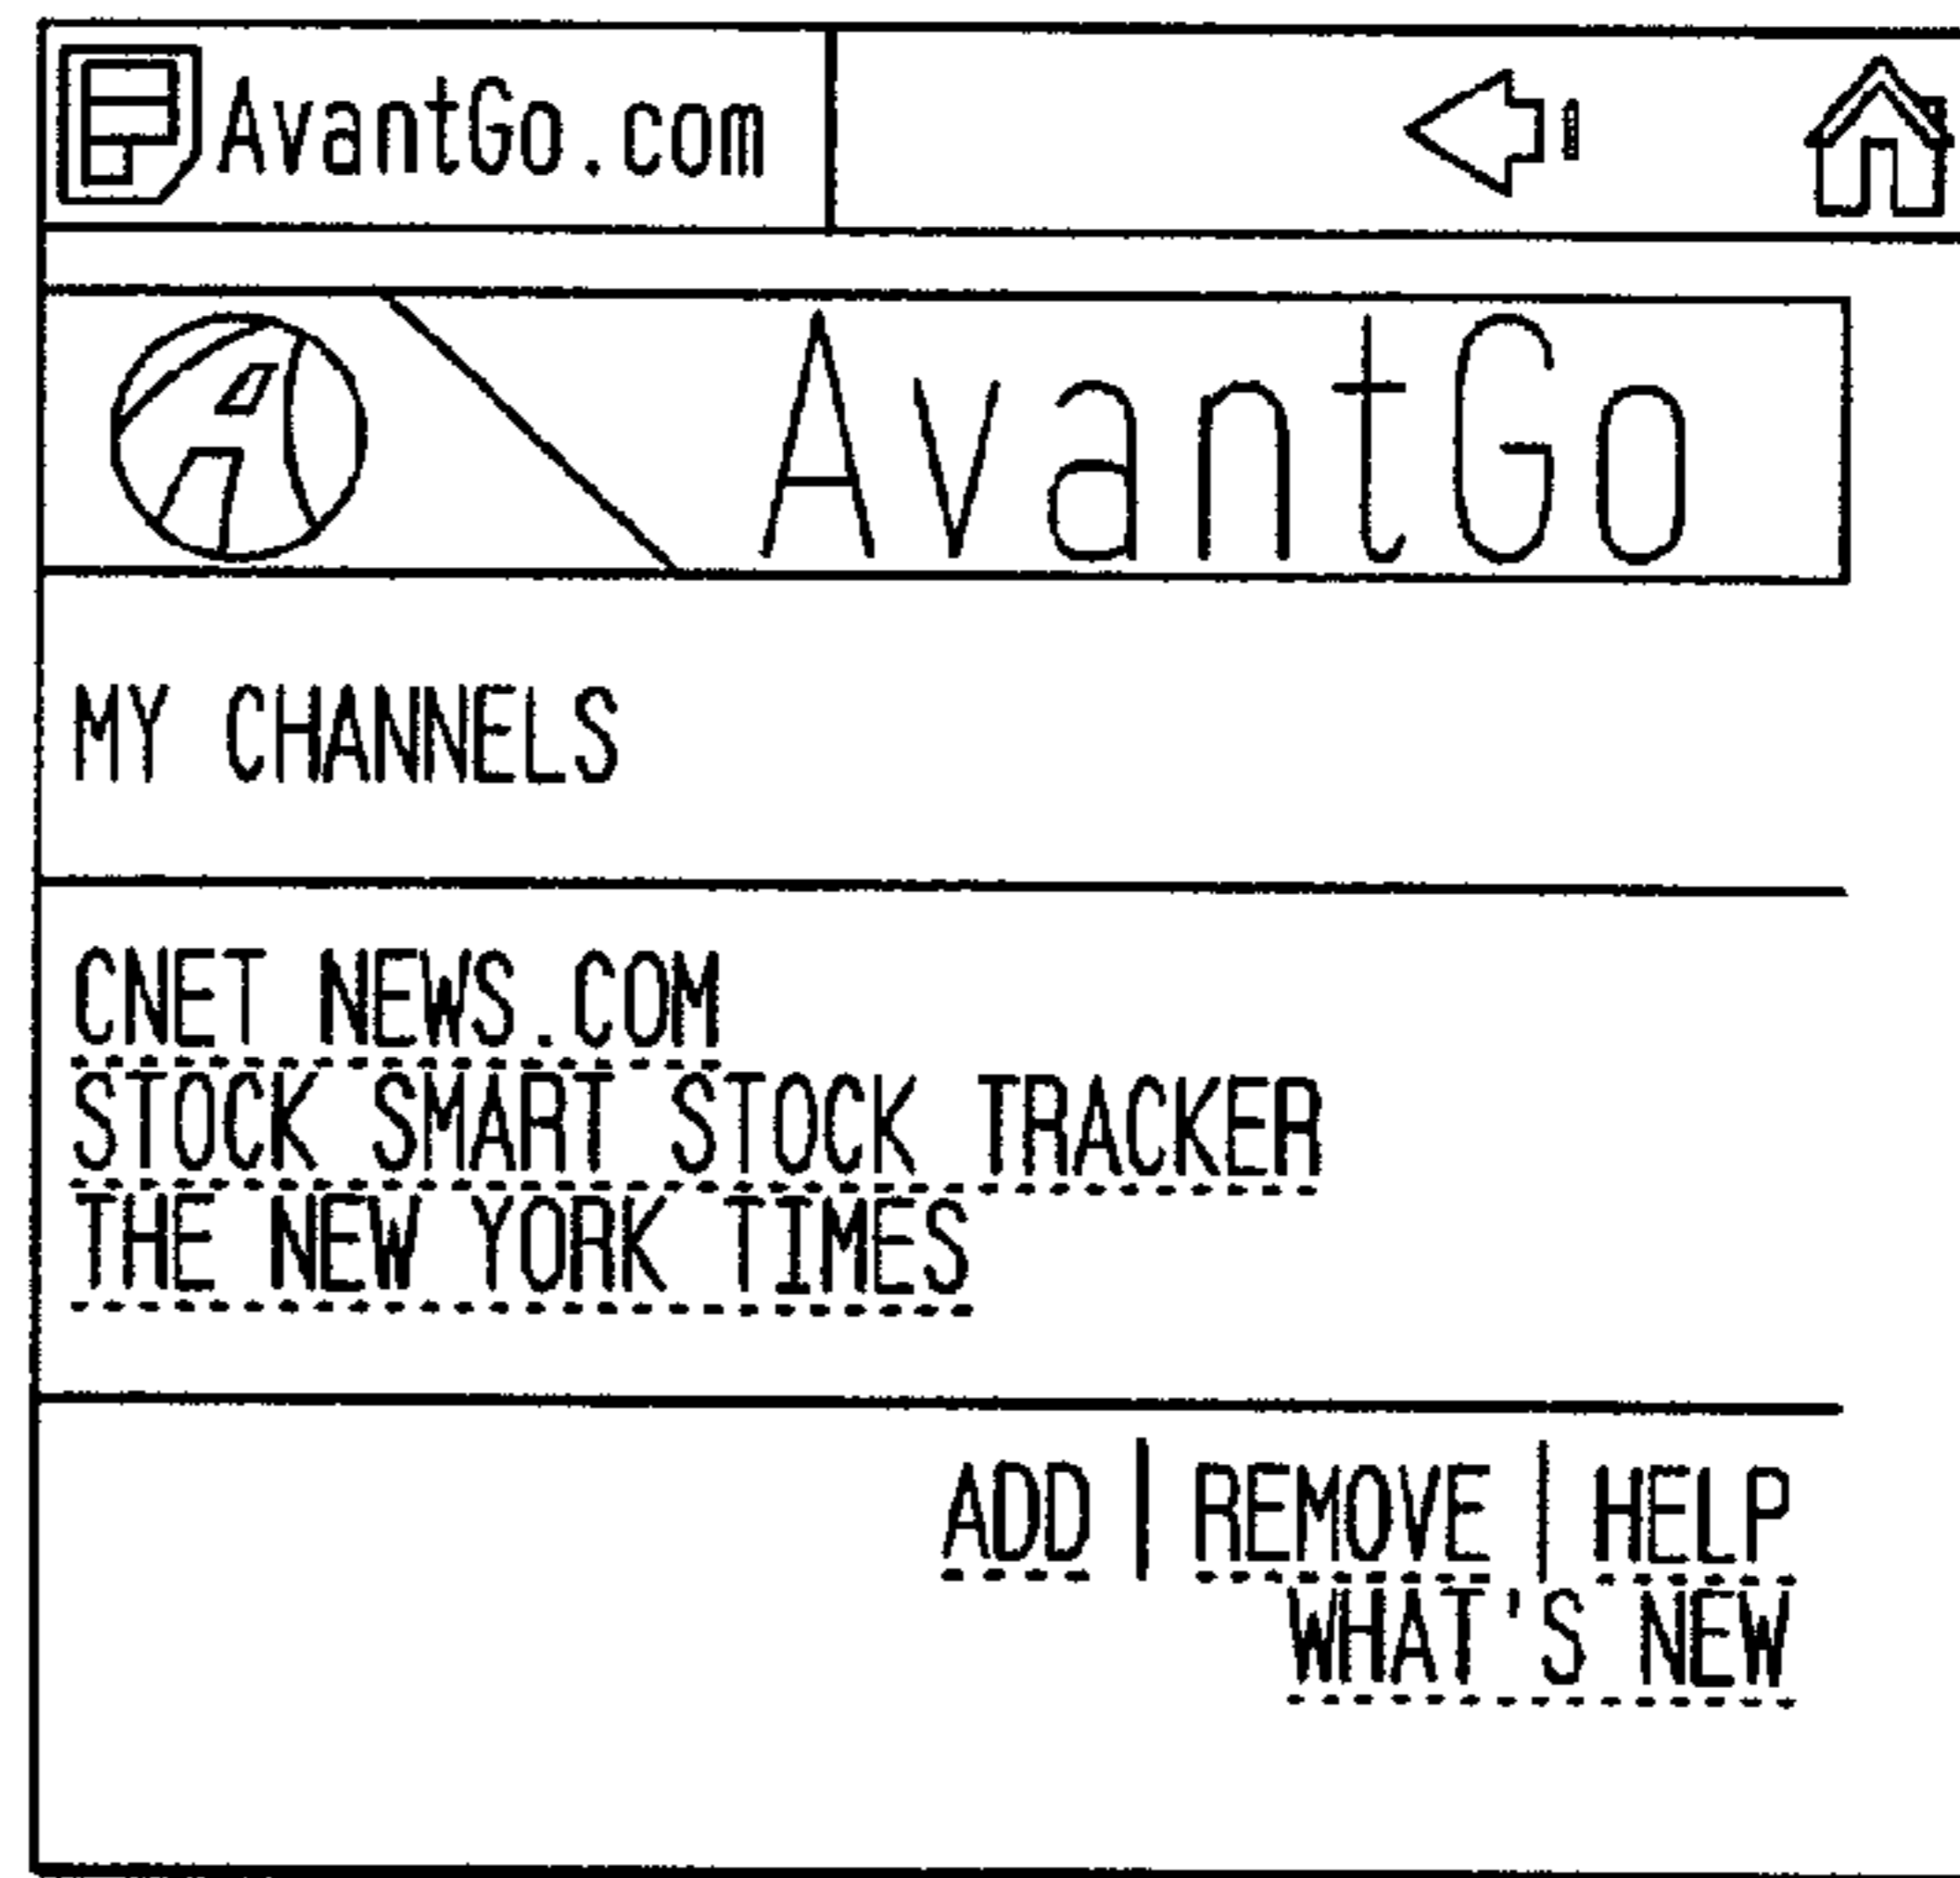 AvantGo.com
AvantGo
MY CHANNELS
CNET NEWS.COM
STOCK SMART STOCK TRACKER
THE NEW YORK TIMES
ADD | REMOVE | HELP
WHAT'S NEW